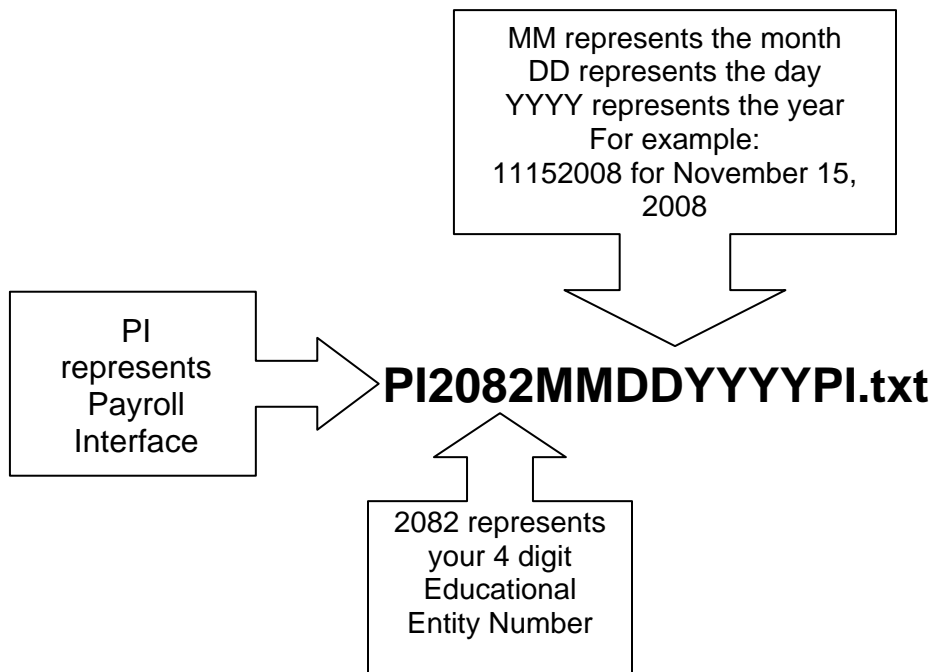 MM represents the month
DD represents the day
YYYY represents the year
For example:
11152008 for November 15,
2008
PI
represents
Payroll
Interface
PI2082MMDDYYYYPI.txt
2082 represents
your 4 digit
Educational
Entity Number